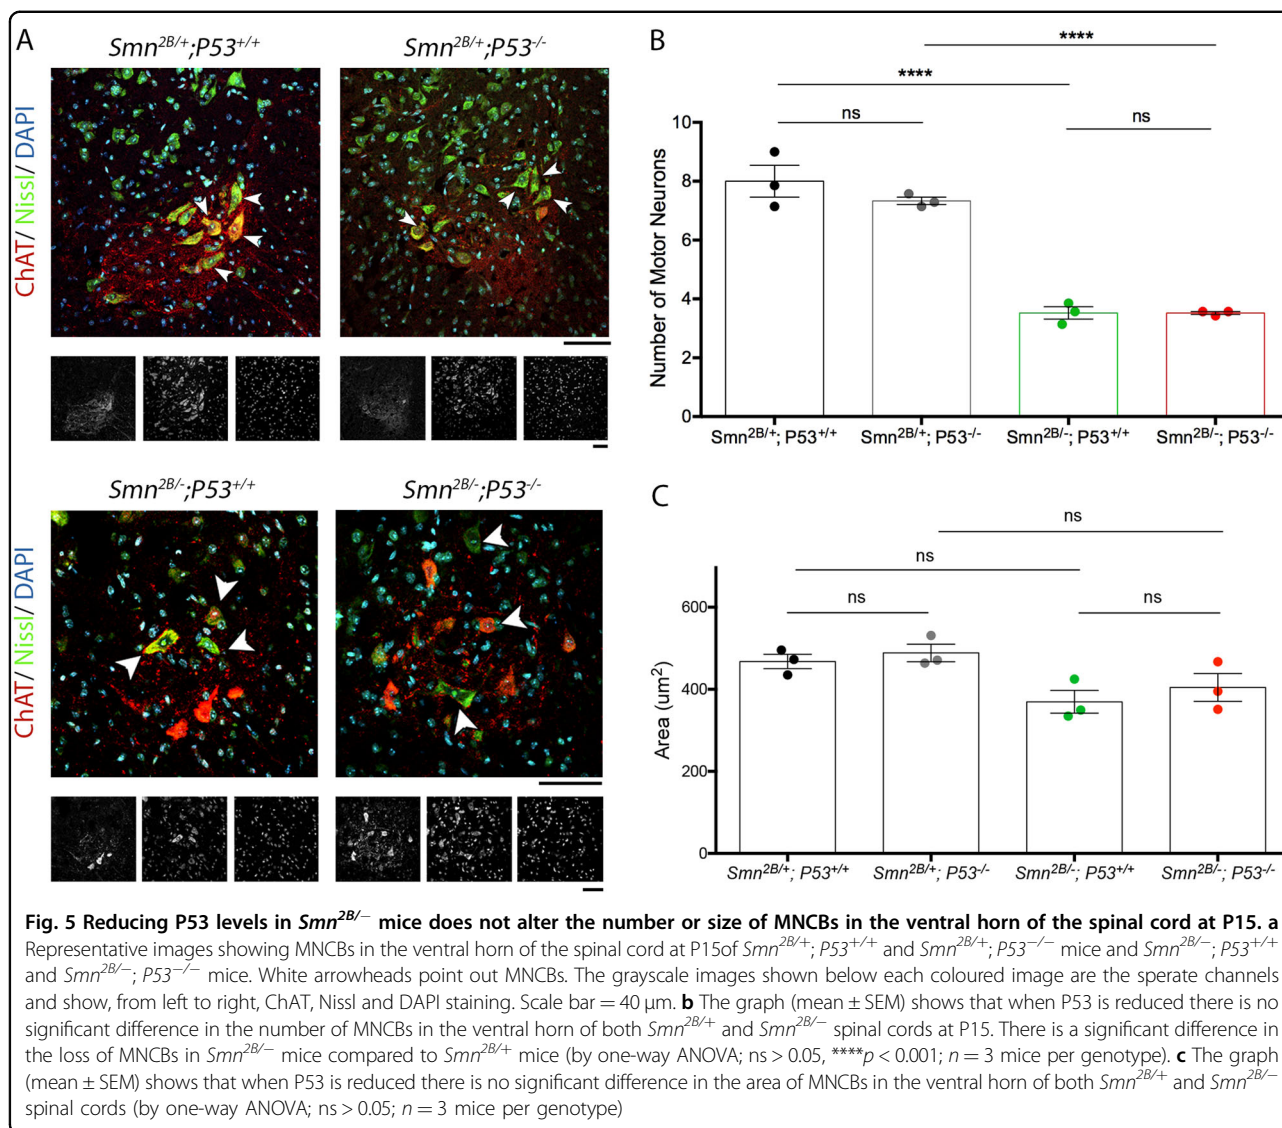 A
Smn2B/+;P53+/+
Smn2B/+;P53-/-
ChAT/ Nissl/ DAPI
Smn2B/-;P53+/+
Smn2B/-;P53-/-
ChAT/ Nissl/ DAPI
B
****
****
ns
ns
10
8
6
4
2
0
Number of Motor Neurons
Smn2B/+; P53+/+
Smn2B/+; P53-/-
Smn2B/-; P53+/+
Smn2B/-; P53-/-
C
ns
ns
ns
ns
600
400
200
0
Area (um2)
Smn2B/+; P53+/+
Smn2B/+; P53-/-
Smn2B/-; P53+/+
Smn2B/-; P53-/-
Fig. 5 Reducing P53 levels in Smn2B/− mice does not alter the number or size of MNCBs in the ventral horn of the spinal cord at P15. a
Representative images showing MNCBs in the ventral horn of the spinal cord at P15of Smn2B/+; P53+/+ and Smn2B/+; P53−/− mice and Smn2B/−; P53+/+
and Smn2B/−; P53−/− mice. White arrowheads point out MNCBs. The grayscale images shown below each coloured image are the sperate channels
and show, from left to right, ChAT, Nissl and DAPI staining. Scale bar = 40 μm. b The graph (mean ± SEM) shows that when P53 is reduced there is no
significant difference in the number of MNCBs in the ventral horn of both Smn2B/+ and Smn2B/− spinal cords at P15. There is a significant difference in
the loss of MNCBs in Smn2B/− mice compared to Smn2B/+ mice (by one-way ANOVA; ns > 0.05, ****p < 0.001; n = 3 mice per genotype). c The graph
(mean ± SEM) shows that when P53 is reduced there is no significant difference in the area of MNCBs in the ventral horn of both Smn2B/+ and Smn2B/−
spinal cords (by one-way ANOVA; ns > 0.05; n = 3 mice per genotype)